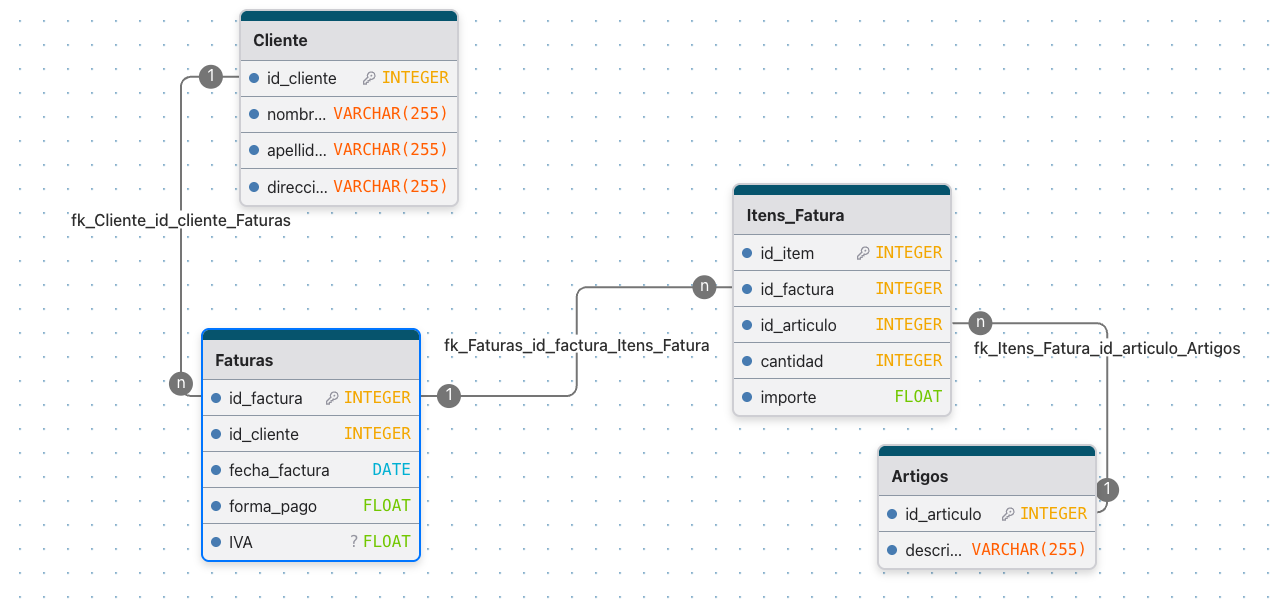 Cliente
1
id_cliente INTEGER
nombr... VARCHAR(255)
apellid... VARCHAR(255)
direcci... VARCHAR(255)
fk_Cliente_id_cliente_Faturas
n
Faturas
id_factura INTEGER
id_cliente INTEGER
fecha_factura DATE
forma_pago FLOAT
IVA ? FLOAT
1
fk_Faturas_id_factura_Itens_Fatura
n
Itens_Fatura
id_item INTEGER
id_factura INTEGER
id_articulo INTEGER
cantidad INTEGER
importe FLOAT
n
fk_Itens_Fatura_id_articulo_Artigos
1
Artigos
id_articulo INTEGER
descri... VARCHAR(255)